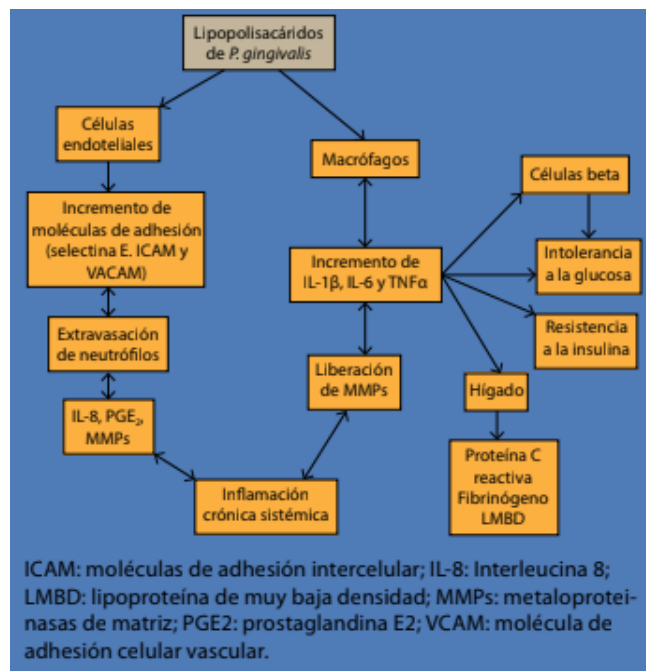 Lipopolisacáridos
de P. gingivalis
Células
endoteliales
Macrófagos
Células beta
Incremento de
moléculas de adhesión
(selectina E. ICAM y
VACAM)
Incremento de
IL-1β, IL-6 y TNFα
Intolerancia
a la glucosa
Extravasación
de neutrófilos
Resistencia
a la insulina
Liberación
de MMPs
Hígado
IL-8, PGE₂,
MMPs
Proteína C
reactiva
Fibrinógeno
LMBD
Inflamación
crónica sistémica
ICAM: moléculas de adhesión intercelular; IL-8: Interleucina 8;
LMBD: lipoproteína de muy baja densidad; MMPs: metaloprotei-
nasas de matriz; PGE2: prostaglandina E2; VCAM: molécula de
adhesión celular vascular.